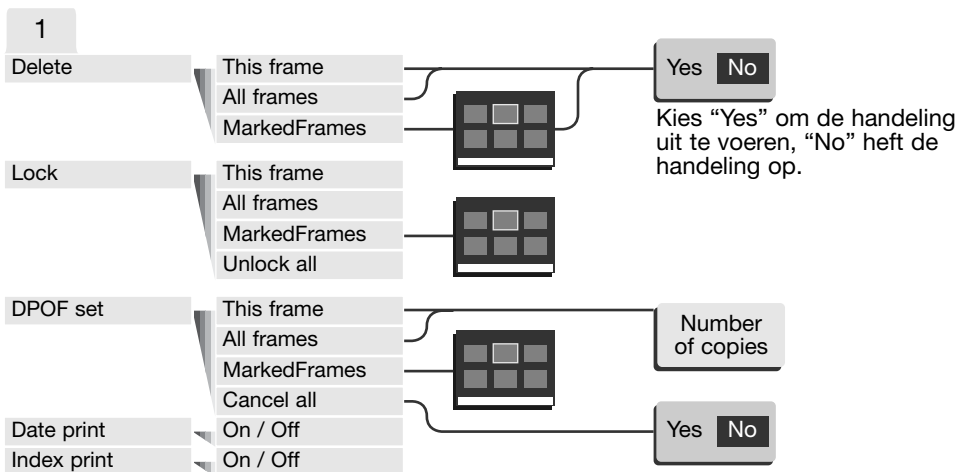 1
Delete
This frame
All frames
MarkedFrames
Yes No
Kies “Yes” om de handeling
uit te voeren, “No” heft de
handeling op.
Lock
This frame
All frames
MarkedFrames
Unlock all
DPOF set
This frame
All frames
MarkedFrames
Cancel all
Number
of copies
Yes No
Date print
On / Off
Index print
On / Off